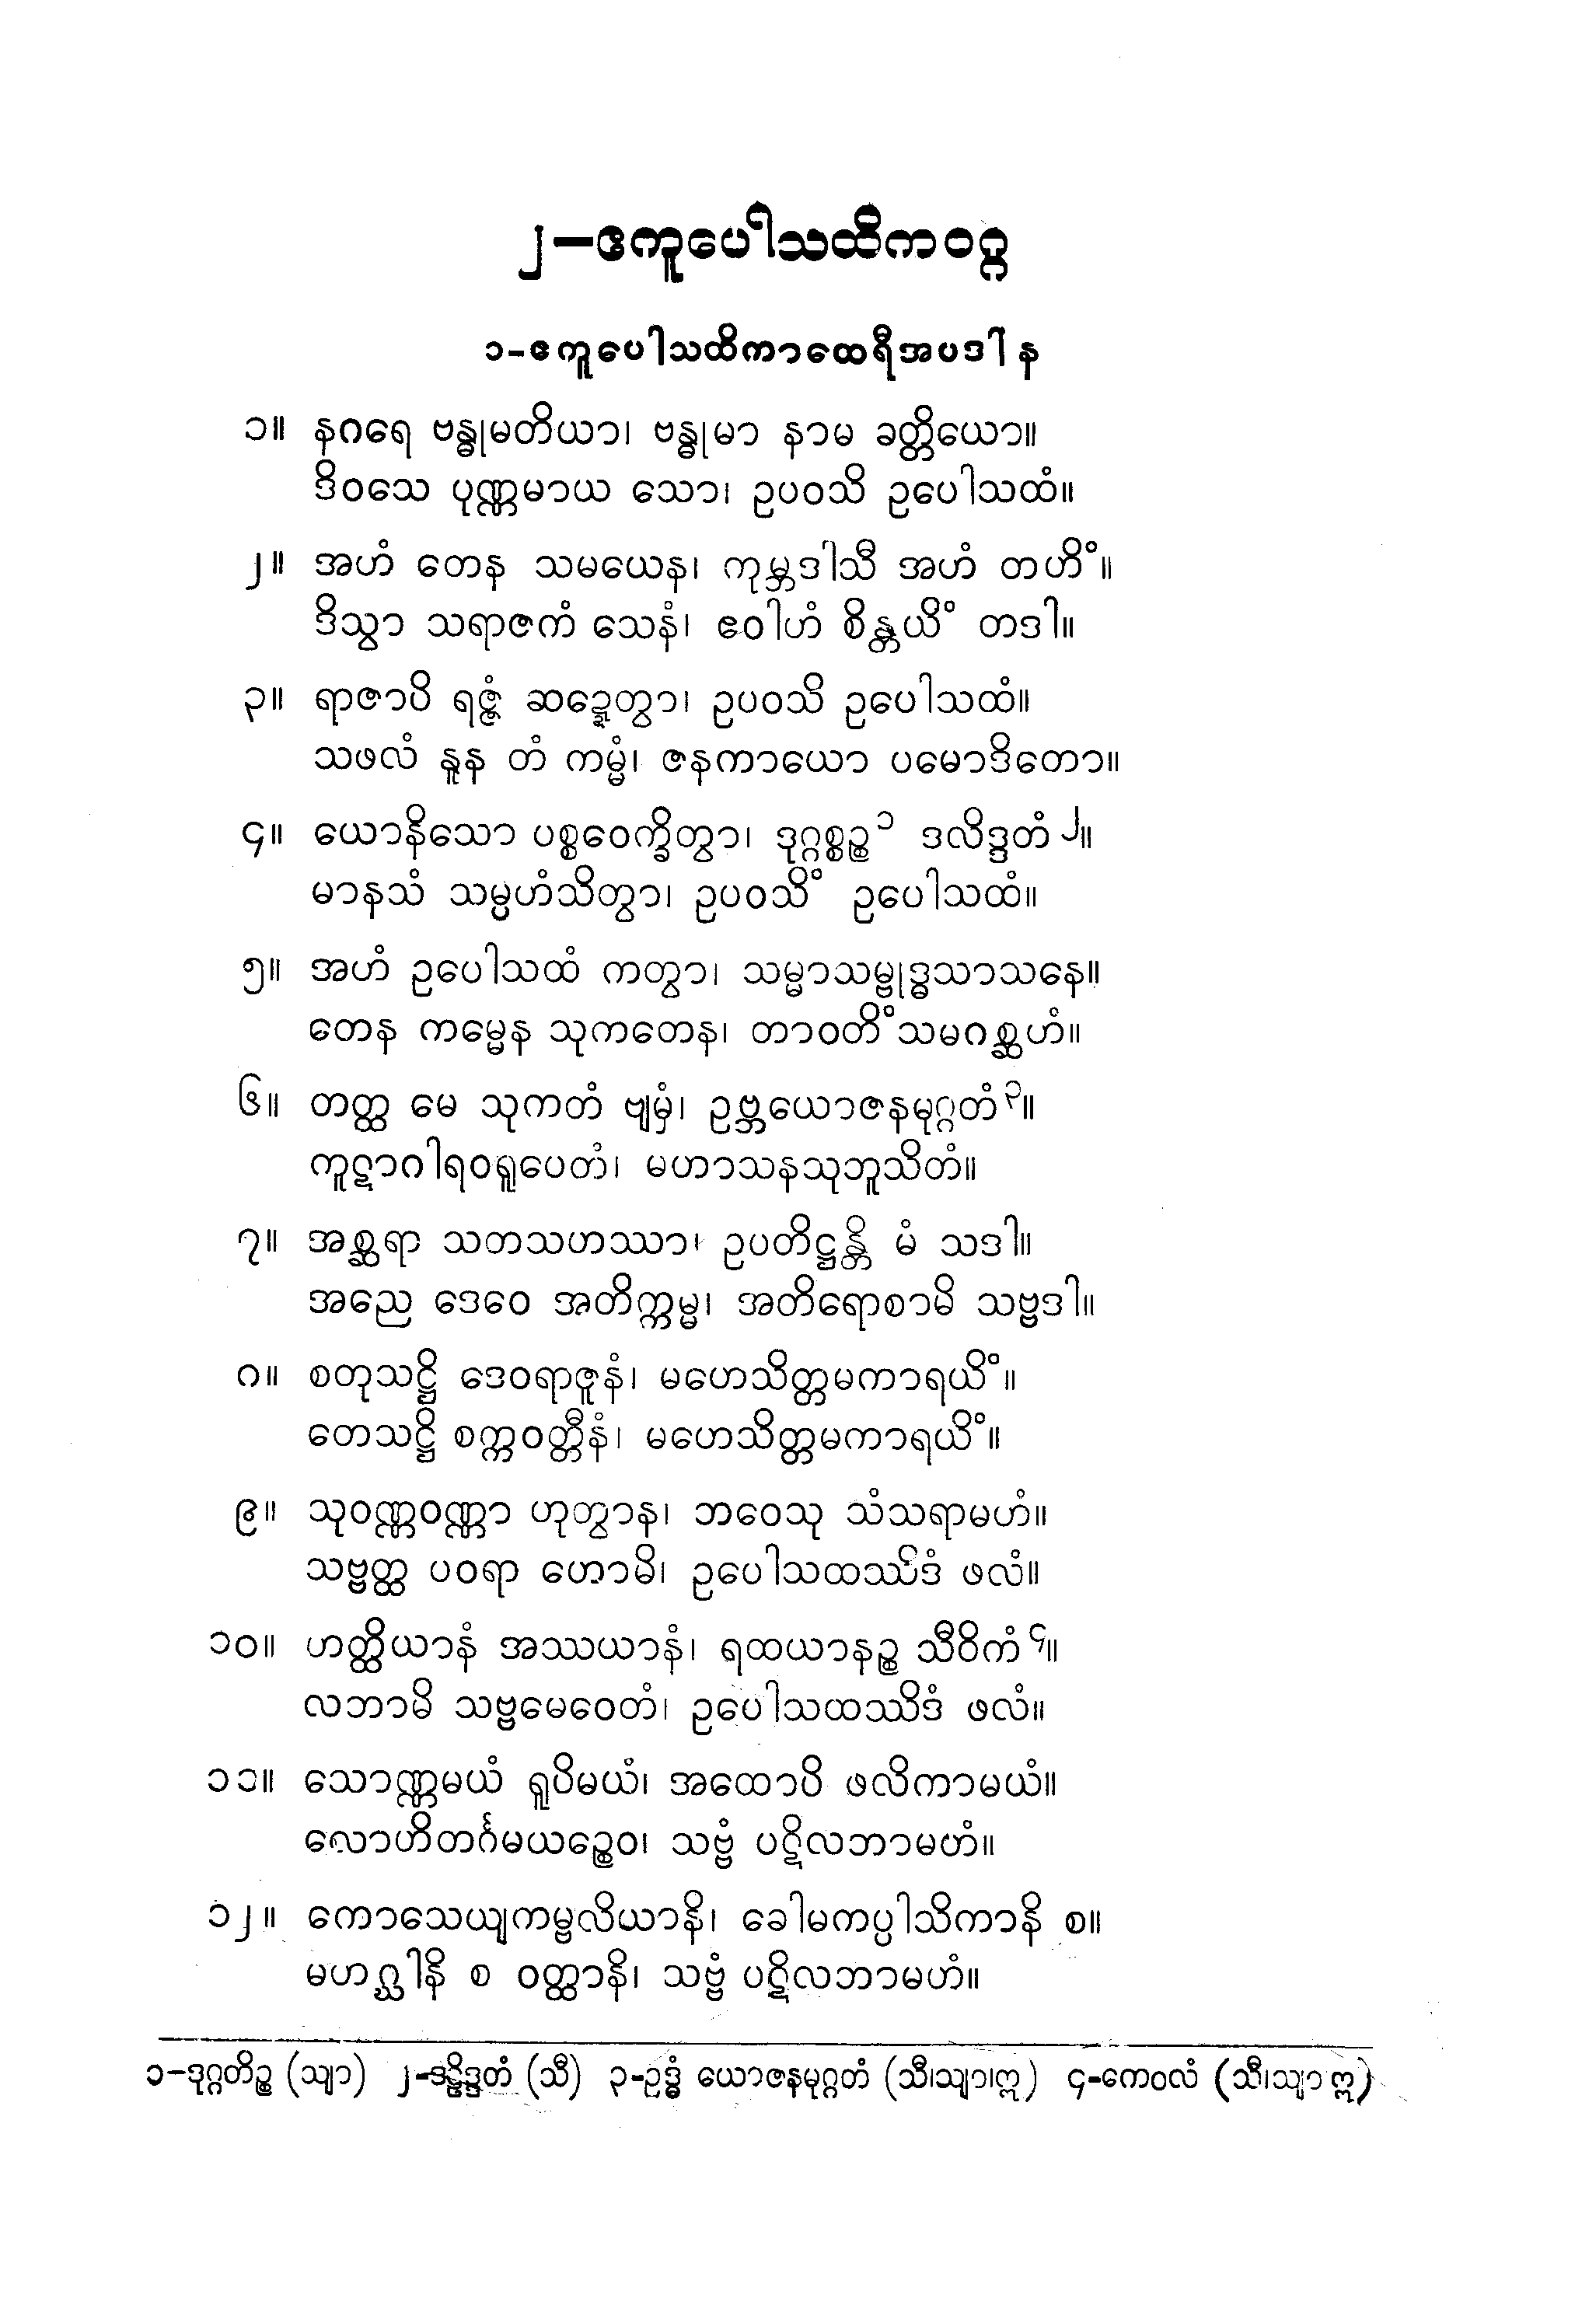 ၂–ဧကူပေါသထိကဝဂ္ဂ
၁-ဧကူပေါသထိကာထေရီအပဒါန
၁။ နဂရေ ဗန္ဓုမတိယာ၊ ဗန္ဓုမာ နာမ ခတ္တိယော။
ဒိဝသေ ပုဏ္ဏမာယ သော၊ ဥပဝသိ ဥပေါသထံ။
၂။ အဟံ တေန သမယေန၊ ကုမ္ဘဒါသီ အဟံ တဟိံ။
ဒိသွာ သရာဇကံ သေနံ၊ ဧဝါဟံ စိန္တယိံ တဒါ။
၃။ ရာဇာပိ ရဇ္ဇံ ဆဍ္ဍေတွာ၊ ဥပဝသိ ဥပေါသထံ။
သဖလံ နူန တံ ကမ္မံ၊ ဇနကာယော ပမောဒိတော။
၄။ ယောနိသော ပစ္စဝေက္ခိတွာ၊ ဒုဂ္ဂစ္စဉ္စ၁ ဒလိဒ္ဒတံ၂။
မာနသံ သမ္ပဟံသိတွာ၊ ဥပဝသိံ ဥပေါသထံ။
၅။ အဟံ ဥပေါသထံ ကတွာ၊ သမ္မာသမ္ဗုဒ္ဓသာသနေ။
တေန ကမ္မေန သုကတေန၊ တာဝတိံသမဂစ္ဆဟံ။
၆။ တတ္ထ မေ သုကတံ ဗျမှံ၊ ဥဗ္ဘယောဇနမုဂ္ဂတံ၃။
ကူဋာဂါရဝရူပေတံ၊ မဟာသနသုဘူသိတံ။
၇။ အစ္ဆရာ သတသဟဿာ၊ ဥပတိဋ္ဌန္တိ မံ သဒါ။
အညေ ဒေဝေ အတိက္ကမ္မ၊ အတိရောစာမိ သဗ္ဗဒါ။
၈။ စတုသဋ္ဌိ ဒေဝရာဇူနံ၊ မဟေသိတ္တမကာရယိံ။
တေသဋ္ဌိ စက္ကဝတ္တီနံ၊ မဟေသိတ္တမကာရယိံ။
၉။ သုဝဏ္ဏဝဏ္ဏာ ဟုတွာန၊ ဘဝေသု သံသရာမဟံ။
သဗ္ဗတ္ထ ပဝရာ ဟောမိ၊ ဥပေါသထဿိဒံ ဖလံ။
၁၀။ ဟတ္ထိယာနံ အဿယာနံ၊ ရထယာနဉ္စ သီဝိကံ၄။
လဘာမိ သဗ္ဗမေဝေတံ၊ ဥပေါသထဿိဒံ ဖလံ။
၁၁။ သောဏ္ဏမယံ ရူပိမယံ၊ အထောပိ ဖလိကာမယံ။
လောဟိတင်္ဂမယဉ္စေဝ၊ သဗ္ဗံ ပဋိလဘာမဟံ။
၁၂။ ကောသေယျကမ္ဗလိယာနိ၊ ခေါမကပ္ပါသိကာနိ စ။
မဟဂ္ဃါနိ စ ဝတ္ထာနိ၊ သဗ္ဗံ ပဋိလဘာမဟံ။
၁–ဒုဂ္ဂတိဉ္စ (သျာ) ၂–ဒဠိဒ္ဒတံ (သီ) ၃-ဥဒ္ဓံ ယောဇနမုဂ္ဂတံ (သီ၊သျာ၊ဣ) ၄-ကေဝလံ (သီ၊သျာ ဣ)